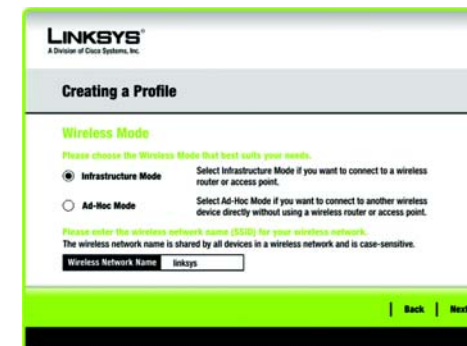 LINKSYS®
A Division of Cisco Systems, Inc.
Creating a Profile
Wireless Mode
Please choose the Wireless Mode that best suits your needs.
Infrastructure Mode
Select Infrastructure Mode if you want to connect to a wireless
router or access point.
Ad-Hoc Mode
Select Ad-Hoc Mode if you want to connect to another wireless
device directly without using a wireless router or access point.
Please enter the wireless network name (SSID) for your wireless network.
The wireless network name is shared by all devices in a wireless network and is case-sensitive.
Wireless Network Name linksys
Back Next